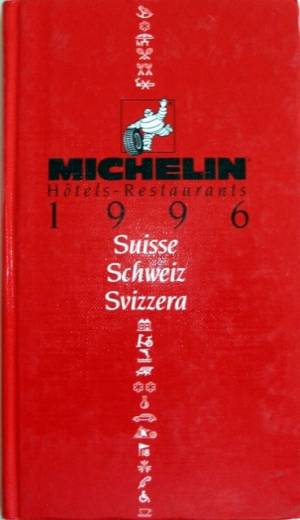 MICHELIN
Hôtels-Restaurants
1996
Suisse
Schweiz
Svizzera